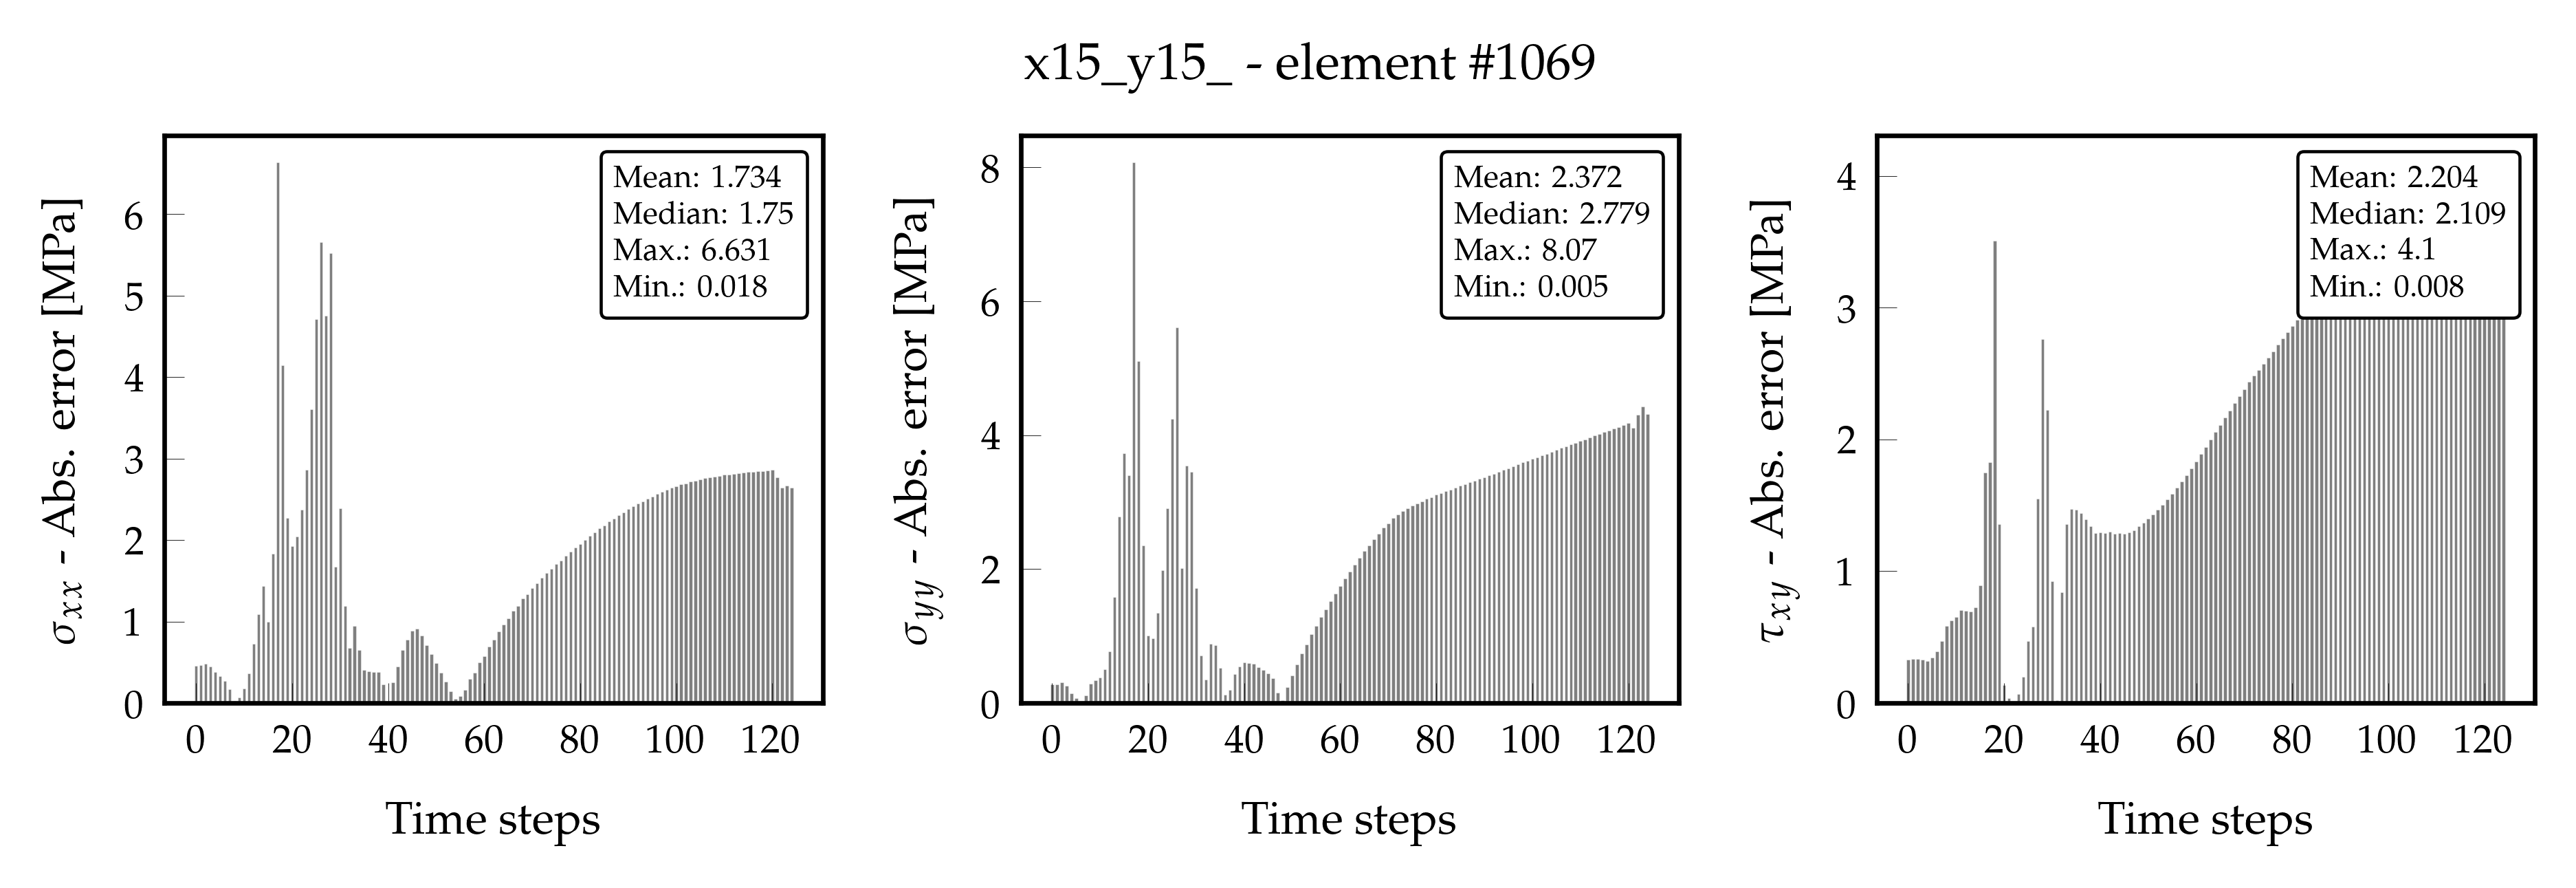 x15_y15_ - element #1069
σxx - Abs. error [MPa]
6
5
4
3
2
1
0
0 20 40 60 80 100 120
Time steps
Mean: 1.734
Median: 1.75
Max.: 6.631
Min.: 0.018
σyy - Abs. error [MPa]
8
6
4
2
0
0 20 40 60 80 100 120
Time steps
Mean: 2.372
Median: 2.779
Max.: 8.07
Min.: 0.005
τxy - Abs. error [MPa]
4
3
2
1
0
0 20 40 60 80 100 120
Time steps
Mean: 2.204
Median: 2.109
Max.: 4.1
Min.: 0.008